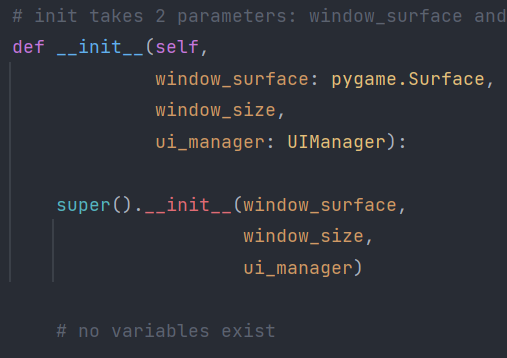 # init takes 2 parameters: window_surface and
def __init__(self,
window_surface: pygame.Surface,
window_size,
ui_manager: UIManager):
super().__init__(window_surface,
window_size,
ui_manager)
# no variables exist